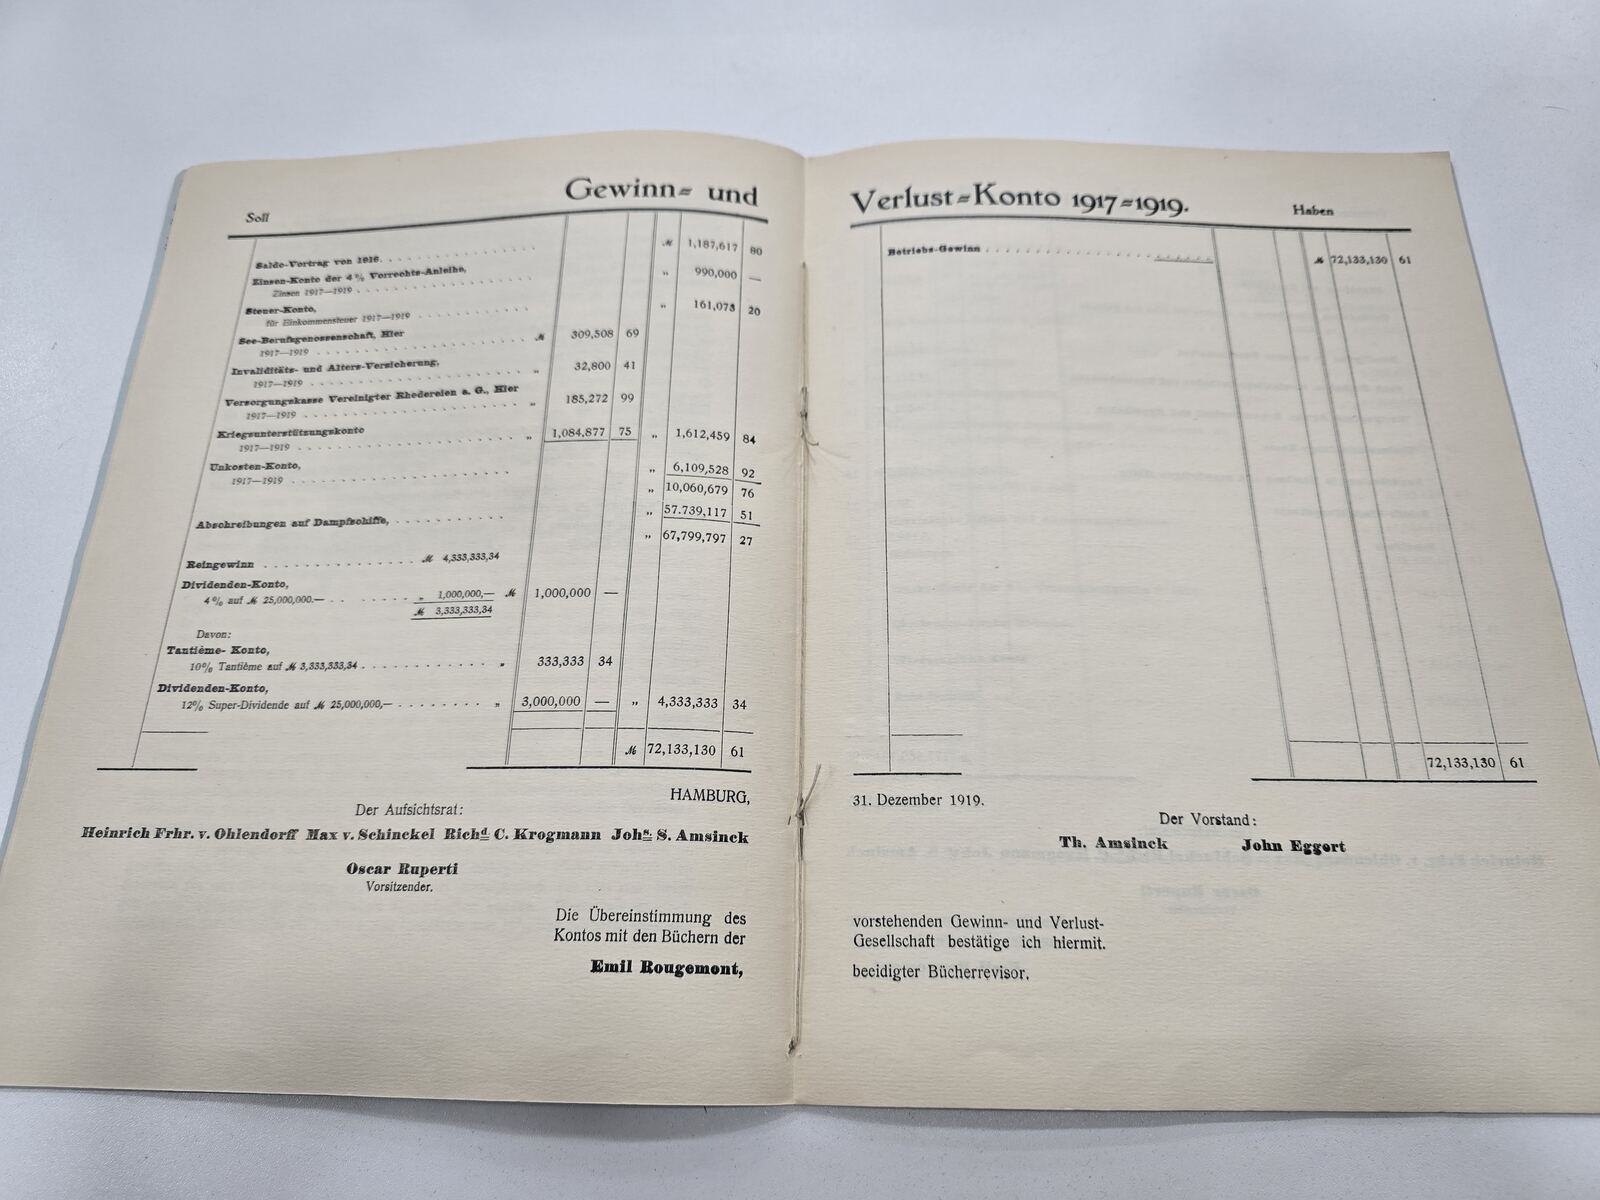 Gewinn= und
Soll
Saldo-Vortrag von 1916. M 1,187,617 80
Zinsen-Konto der 4% Vorrechts-Anleihe,
Zinsen 1917—1919 „ 990,000 —
Steuer-Konto,
für Einkommensteuer 1917—1919 „ 161,073 20
See-Berufsgenossenschaft, Hier
1917—1919 M 309,508 69
Invaliditäts- und Alters-Versicherung,
1917—1919 „ 32,800 41
Versorgungskasse Vereinigter Rhedereien a. G., Hier
1917—1919 „ 185,272 99
Kriegsunterstützungskonto
1917—1919 „ 1,084,877 75 „ 1,612,459 84
Unkosten-Konto,
1917—1919 „ 6,109,528 92
„ 10,060,679 76
Abschreibungen auf Dampfschiffe, „ 57.739,117 51
„ 67,799,797 27
Reingewinn M 4,333,333,34
Dividenden-Konto,
4% auf M 25,000,000.— „ 1,000,000,— M 1,000,000 —
M 3,333,333,34
Davon:
Tantième- Konto,
10% Tantième auf M 3,333,333,34 „ 333,333 34
Dividenden-Konto,
12% Super-Dividende auf M 25,000,000,— „ 3,000,000 — „ 4,333,333 34
M 72,133,130 61
HAMBURG,
Der Aufsichtsrat:
Heinrich Frhr. v. Ohlendorff Max v. Schinckel Richd. C. Krogmann Johs. S. Amsinck
Oscar Ruperti
Vorsitzender.
Die Übereinstimmung des
Kontos mit den Büchern der
Emil Rougemont,
Verlust=Konto 1917=1919.
Haben
Betriebs-Gewinn M 72,133,130 61
72,133,130 61
31. Dezember 1919.
Der Vorstand:
Th. Amsinck John Eggert
vorstehenden Gewinn- und Verlust-
Gesellschaft bestätige ich hiermit.
beeidigter Bücherrevisor.